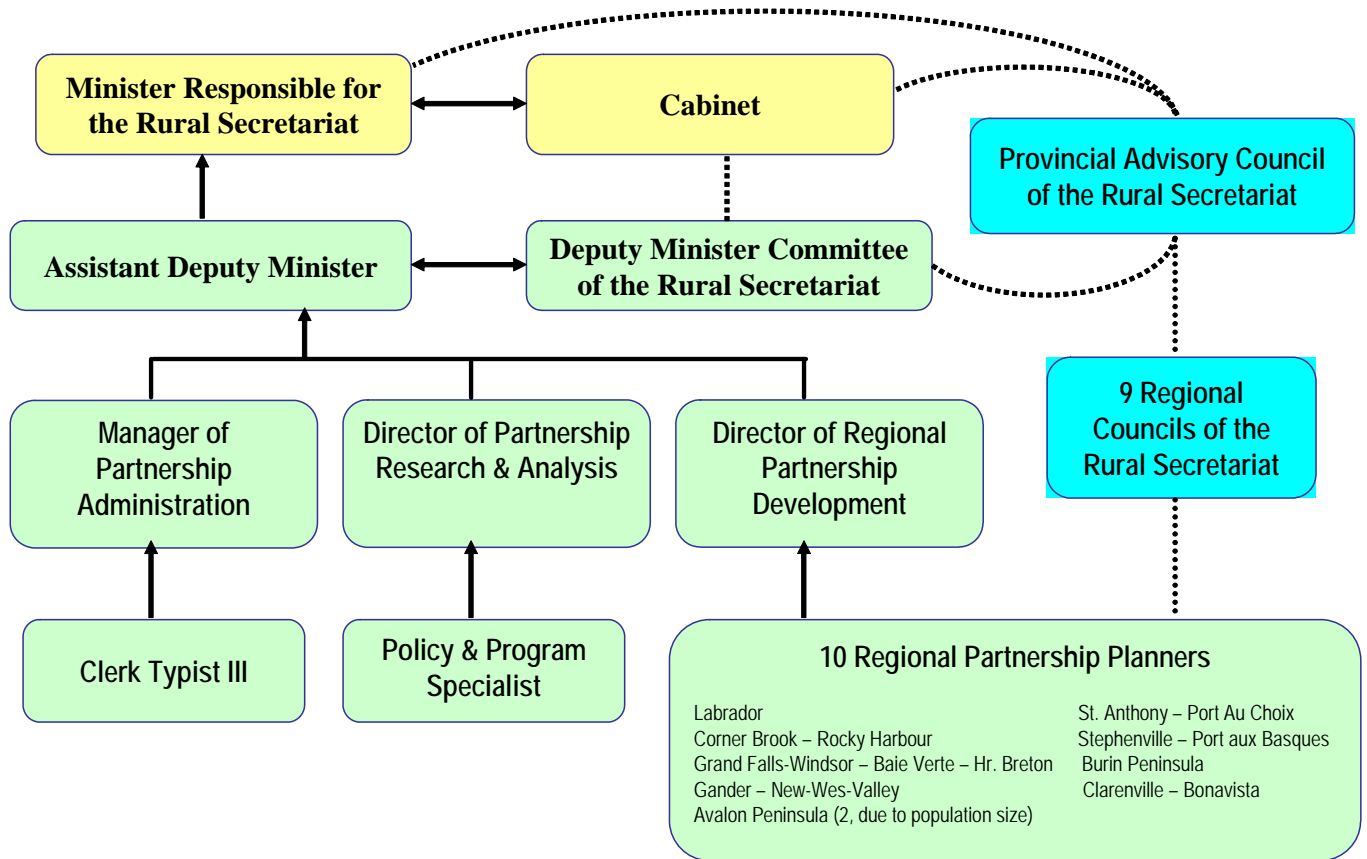 Minister Responsible for
the Rural Secretariat
Cabinet
Provincial Advisory Council
of the Rural Secretariat
Assistant Deputy Minister
Deputy Minister Committee
of the Rural Secretariat
9 Regional
Councils of the
Rural Secretariat
Manager of
Partnership
Administration
Director of Partnership
Research & Analysis
Director of Regional
Partnership
Development
Clerk Typist III
Policy & Program
Specialist
10 Regional Partnership Planners
Labrador
Corner Brook – Rocky Harbour
Grand Falls-Windsor – Baie Verte – Hr. Breton
Gander – New-Wes-Valley
Avalon Peninsula (2, due to population size)
St. Anthony – Port Au Choix
Stephenville – Port aux Basques
Burin Peninsula
Clarenville – Bonavista